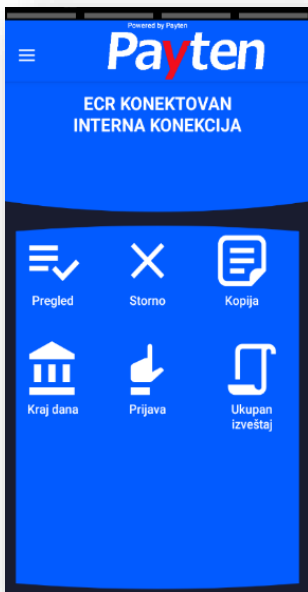 Powered by Payten
Payten
ECR KONEKTOVAN
INTERNA KONEKCIJA
Pregled
Storno
Kopija
Kraj dana
Prijava
Ukupan
izveštaj